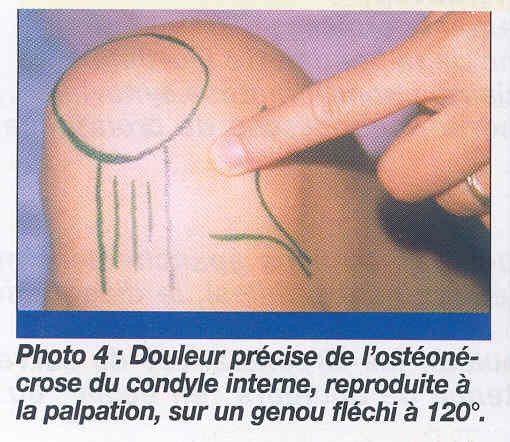 Photo 4 : Douleur précise de l'ostéoné-
crose du condyle interne, reproduite à
la palpation, sur un genou fléchi à 120°.